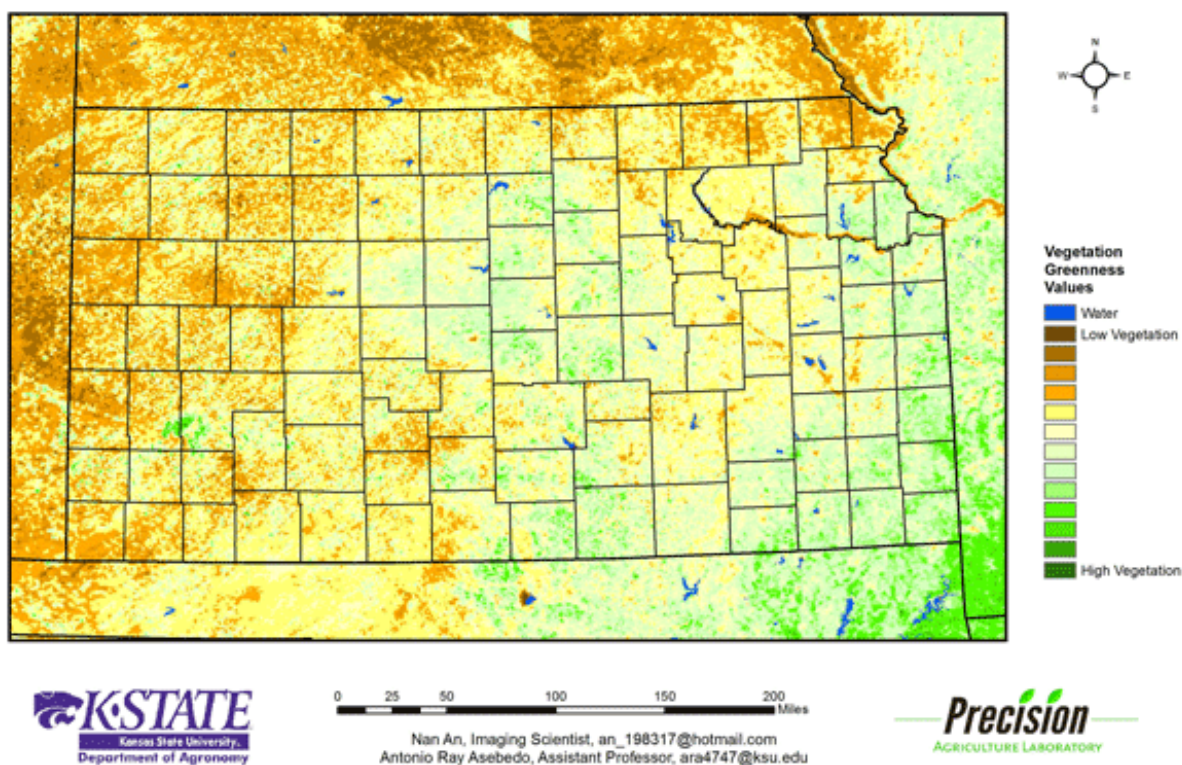 N
W
E
S
Vegetation
Greenness
Values
Water
Low Vegetation
High Vegetation
K-STATE
Kansas State University.
Department of Agronomy
0 25 50 100 150 200
Miles
Nan An, Imaging Scientist, an_198317@hotmail.com
Antonio Ray Asebedo, Assistant Professor, ara4747@ksu.edu
Precision
AGRICULTURE LABORATORY